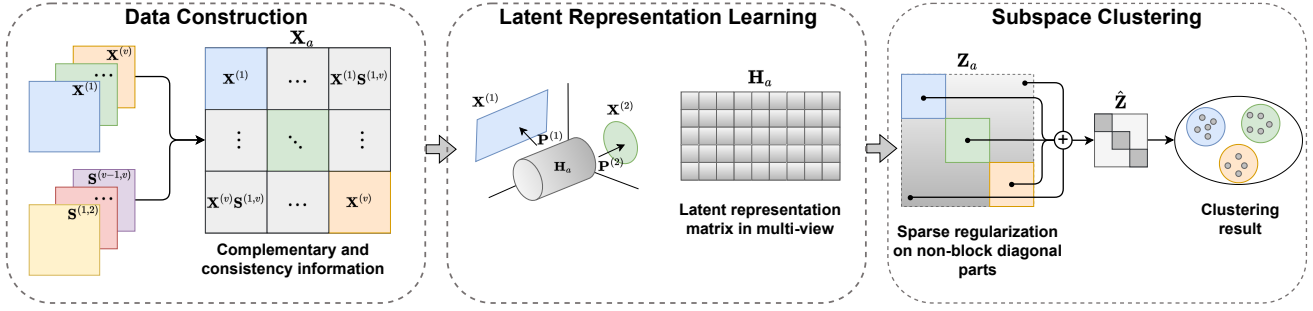 Data Construction
X^{(v)}
...
X^{(1)}
S^{(v-1,v)}
...
S^{(1,2)}
X_a
X^{(1)} ... X^{(1)}S^{(1,v)}
⋮ ⋱ ⋮
X^{(v)}S^{(1,v)} ... X^{(v)}
Complementary and
consistency information
Latent Representation Learning
X^{(1)}
X^{(2)}
P^{(1)}
P^{(2)}
H_a
H_a
Latent representation
matrix in multi-view
Subspace Clustering
Z_a
+
Ẑ
Sparse regularization
on non-block diagonal
parts
Clustering
result